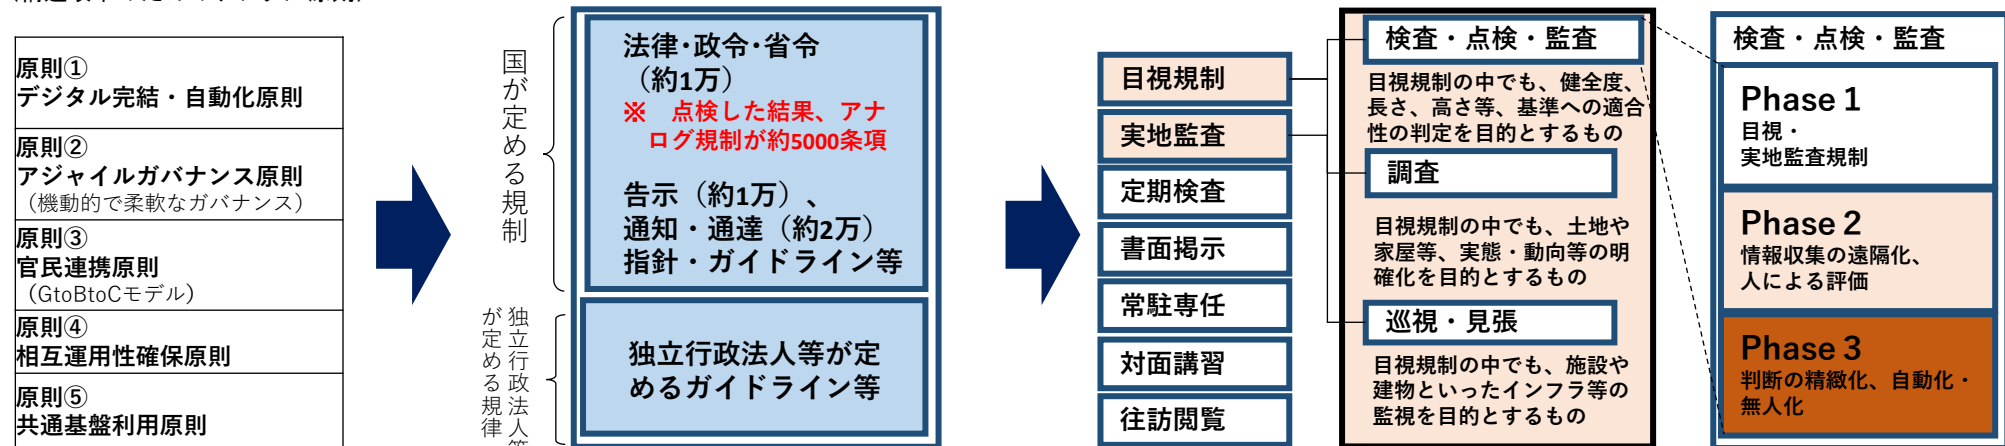 原則①
デジタル完結・自動化原則
原則②
アジャイルガバナンス原則
（機動的で柔軟なガバナンス）
原則③
官民連携原則
（GtoBtoCモデル）
原則④
相互運用性確保原則
原則⑤
共通基盤利用原則
国が定める規制
法律・政令・省令
（約1万）
※　点検した結果、アナ
ログ規制が約5000条項
告示（約1万）、
通知・通達（約2万）
指針・ガイドライン等
独立行政法人等
が定める規律
独立行政法人等が定
めるガイドライン等
目視規制
実地監査
定期検査
書面掲示
常駐専任
対面講習
往訪閲覧
検査・点検・監査
目視規制の中でも、健全度、
長さ、高さ等、基準への適合
性の判定を目的とするもの
調査
目視規制の中でも、土地や
家屋等、実態・動向等の明
確化を目的とするもの
巡視・見張
目視規制の中でも、施設や
建物といったインフラ等の
監視を目的とするもの
検査・点検・監査
Phase 1
目視・
実地監査規制
Phase 2
情報収集の遠隔化、
人による評価
Phase 3
判断の精緻化、自動化・
無人化